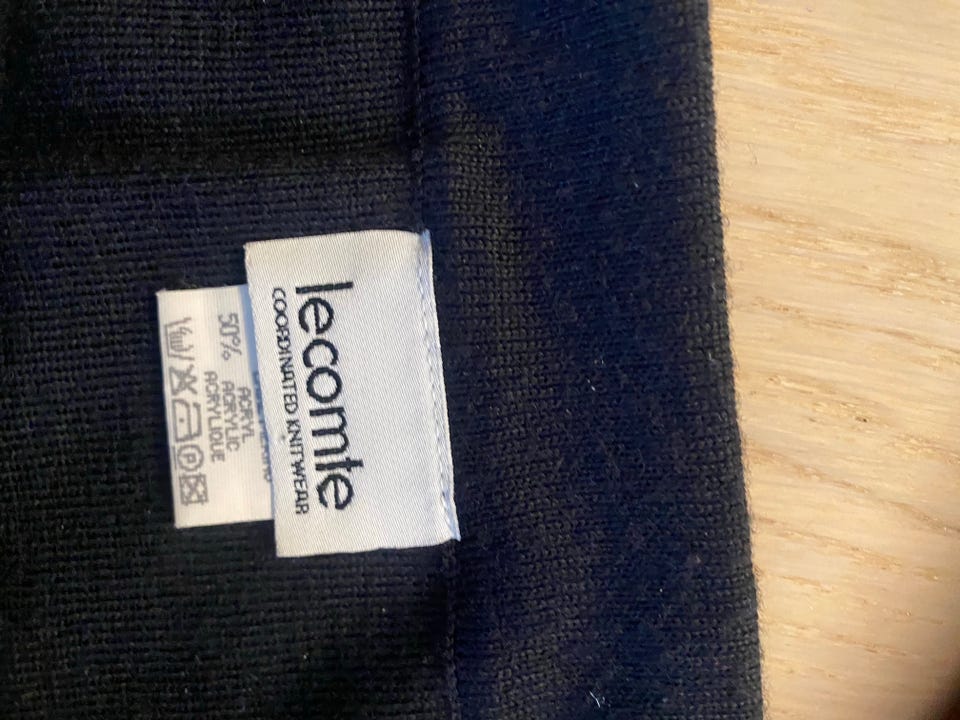 lecomte
COORDINATED KNITWEAR
50%
ACRYL
ACRYLIC
ACRYLIQUE
P